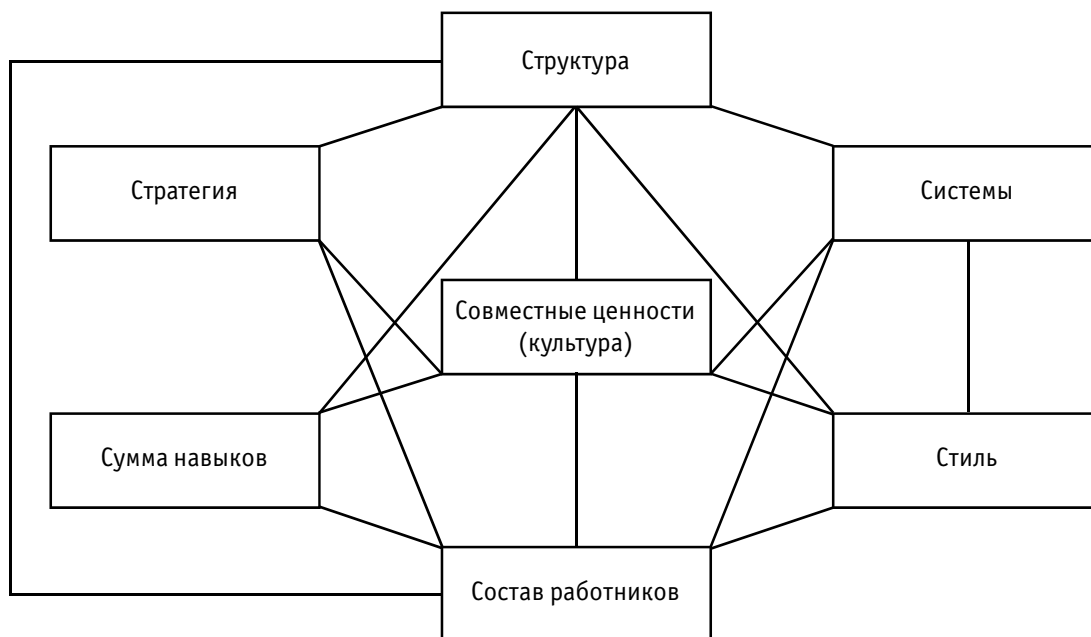 Структура
Стратегия
Системы
Совместные ценности
(культура)
Сумма навыков
Стиль
Состав работников